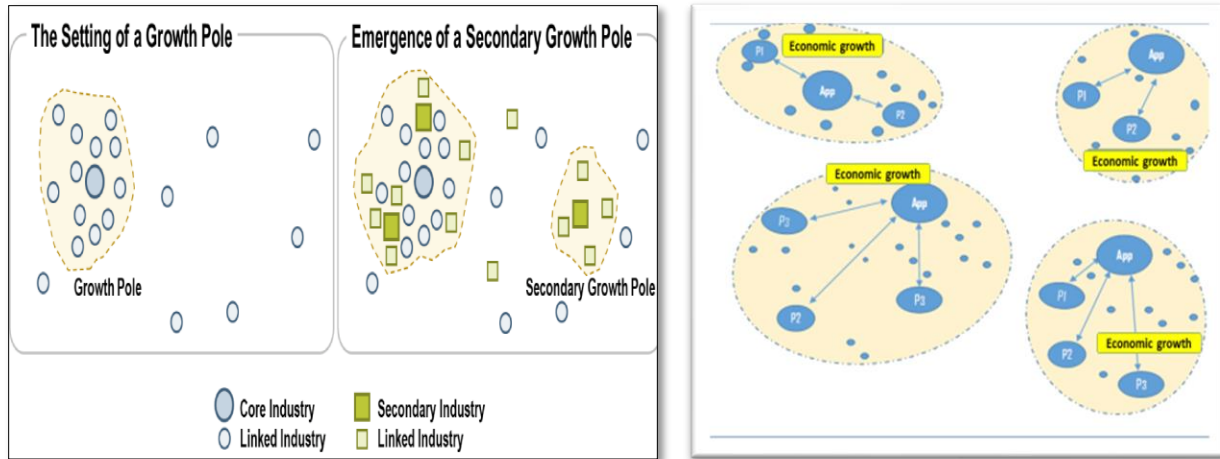 The Setting of a Growth Pole
Growth Pole
Emergence of a Secondary Growth Pole
Secondary Growth Pole
Core Industry
Linked Industry
Secondary Industry
Linked Industry
P1
Economic growth
App
P2
App
P1
P2
Economic growth
Economic growth
App
P3
P3
P2
App
P1
Economic growth
P2
P3